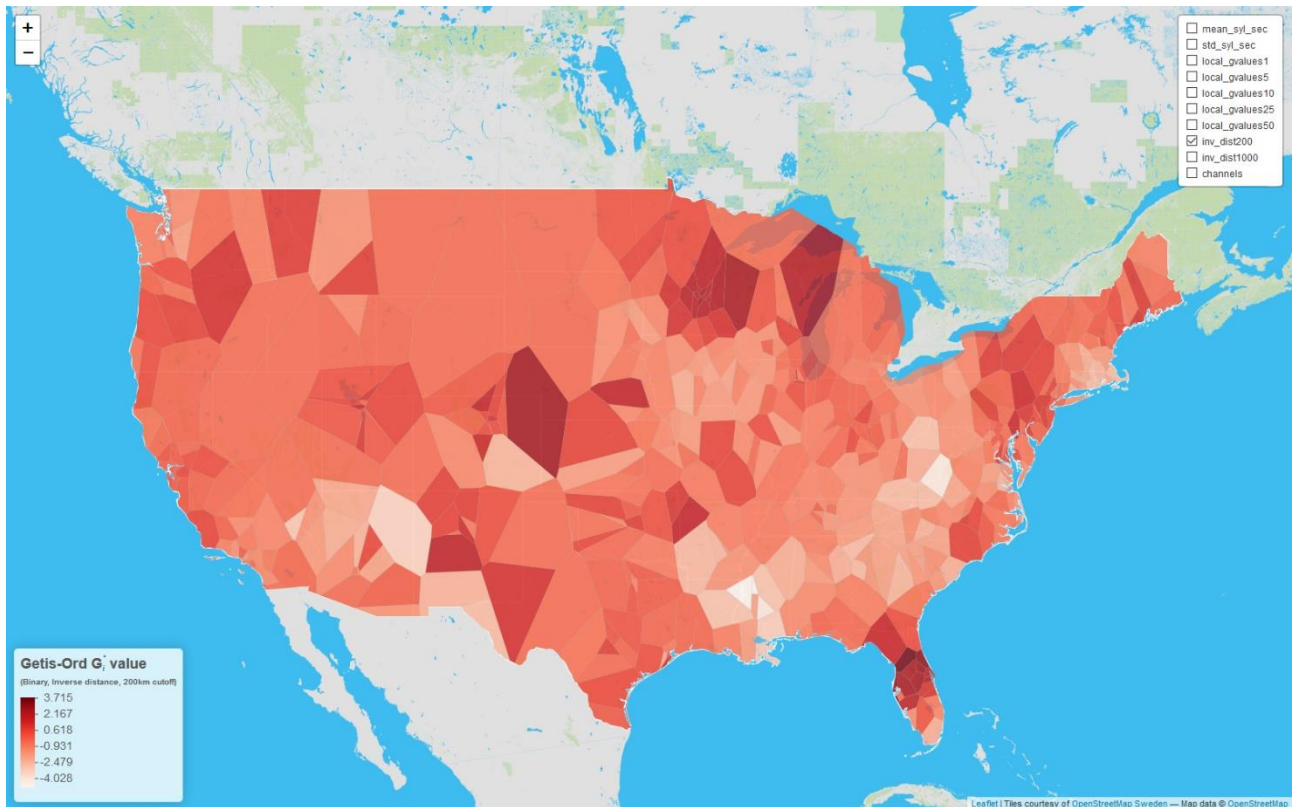 +
−
mean_syl_sec
std_syl_sec
local_gvalues1
local_gvalues5
local_gvalues10
local_gvalues25
local_gvalues50
inv_dist200
inv_dist1000
channels
Getis-Ord G*i value
(Binary, Inverse distance, 200km cutoff)
3.715
2.167
0.618
-0.931
-2.479
-4.028
Leaflet | Tiles courtesy of OpenStreetMap Sweden — Map data © OpenStreetMap